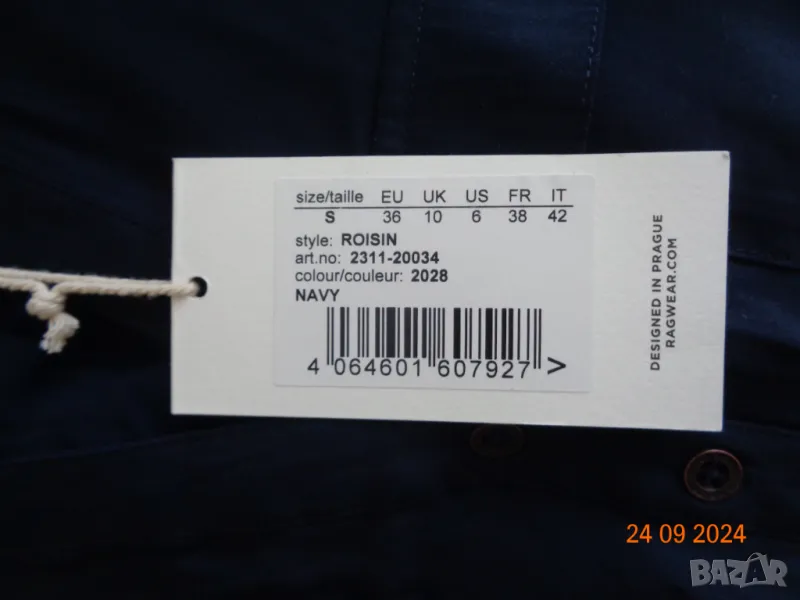 size/taille EU UK US FR IT
S 36 10 6 38 42
style: ROISIN
art.no: 2311-20034
colour/couleur: 2028
NAVY
4 064601 607927 >
DESIGNED IN PRAGUE
RAGWEAR.COM
24 09 2024
BAZAR